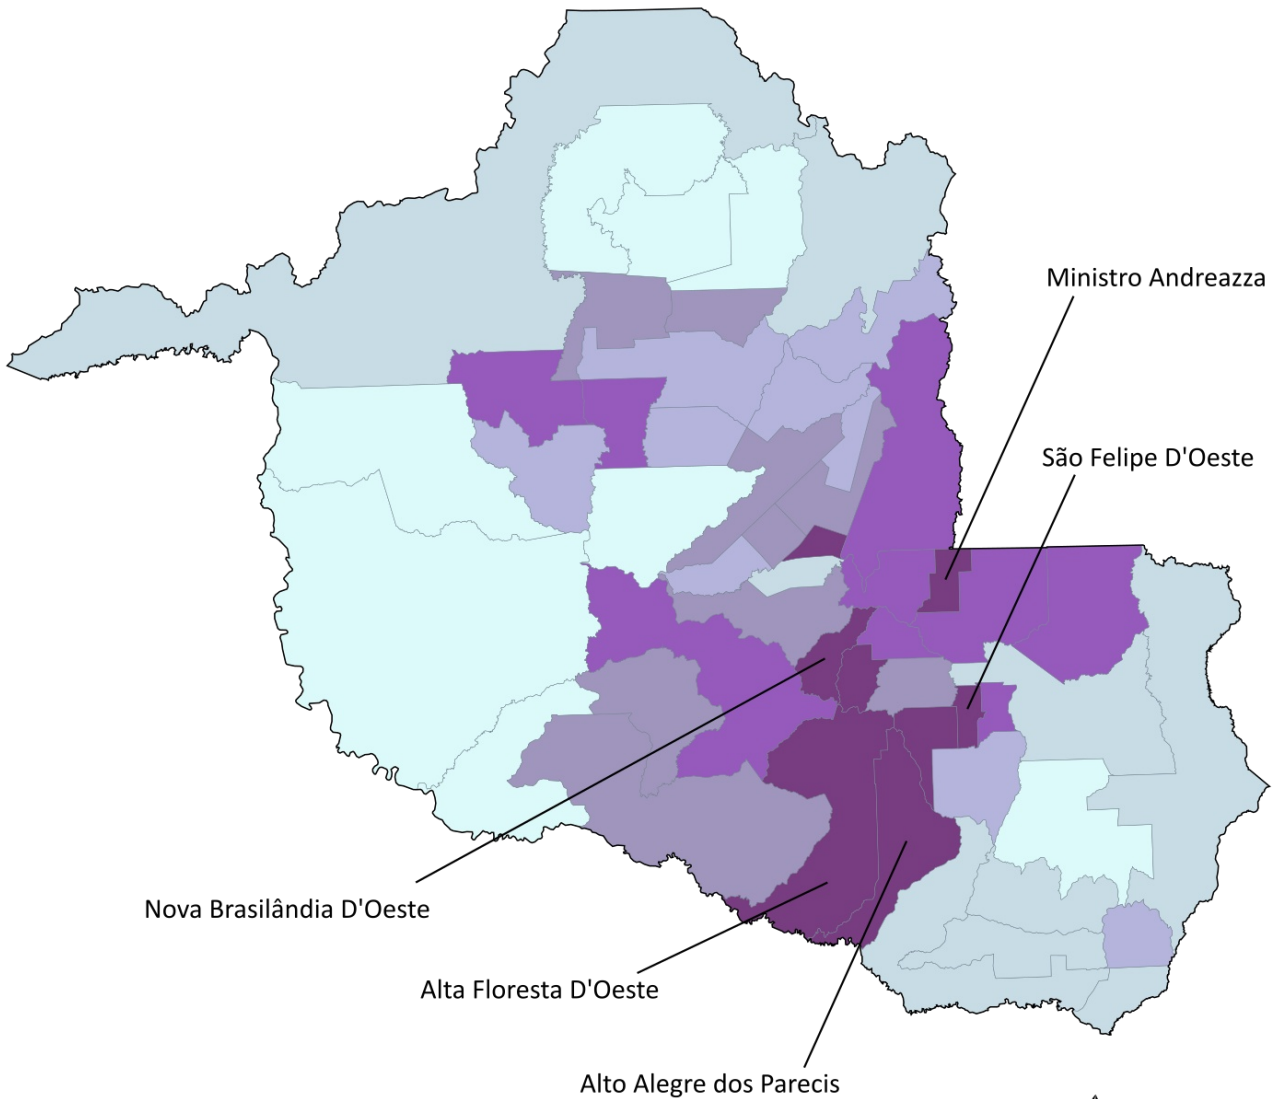 Ministro Andreazza
São Felipe D'Oeste
Nova Brasilândia D'Oeste
Alta Floresta D'Oeste
Alto Alegre dos Parecis